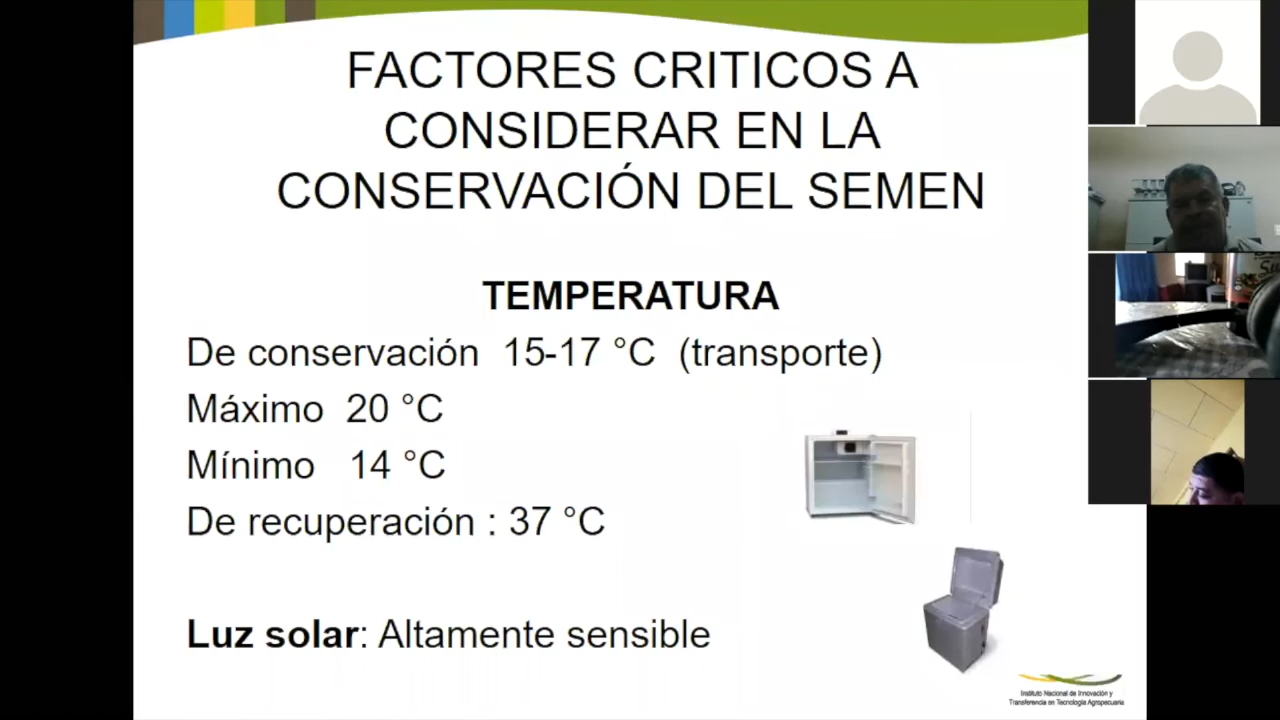 FACTORES CRITICOS A
CONSIDERAR EN LA
CONSERVACIÓN DEL SEMEN
TEMPERATURA
De conservación 15-17 °C (transporte)
Máximo 20 °C
Mínimo 14 °C
De recuperación : 37 °C
Luz solar: Altamente sensible
Instituto Nacional de Innovación y
Transferencia en Tecnología Agropecuaria